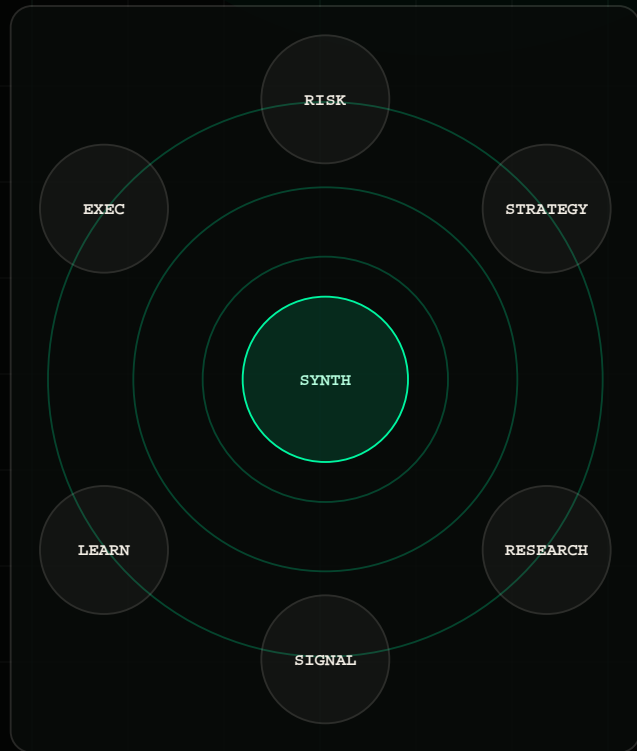 RISK
EXEC
STRATEGY
SYNTH
LEARN
RESEARCH
SIGNAL